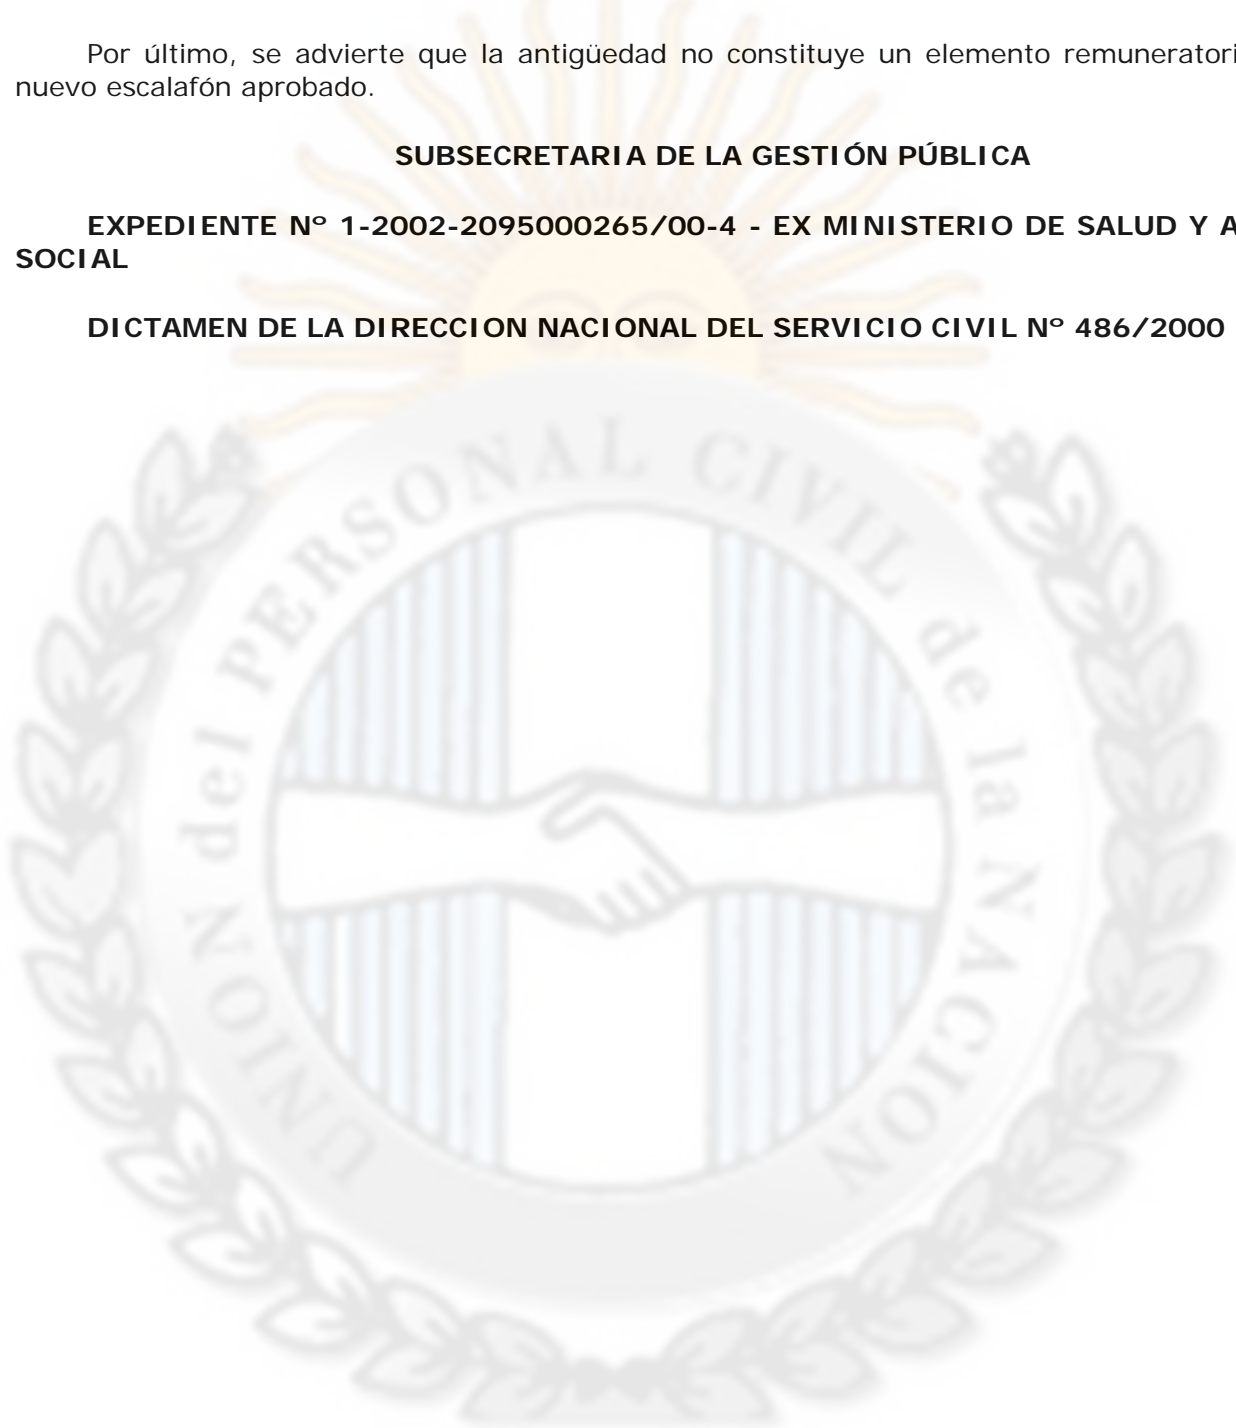 Por último, se advierte que la antigüedad no constituye un elemento
nuevo escalafón aprobado.
SUBSECRETARIA DE LA GESTIÓN PÚBLICA
EXPEDIENTE Nº 1-2002-2095000265/00-4 - EX MINISTERIO DE SALUD Y
SOCIAL
DICTAMEN DE LA DIRECCION NACIONAL DEL SERVICIO CIVIL Nº 486/2000
UNION del PERSONAL CIVIL de la NACION